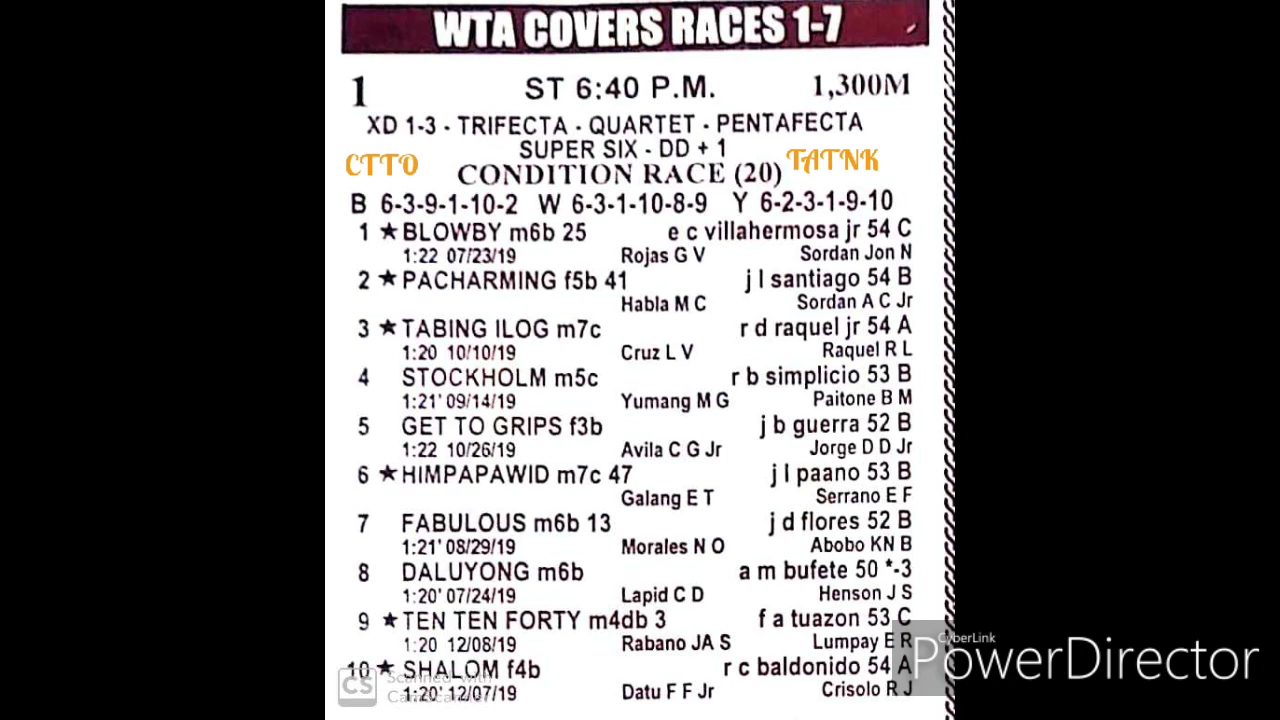 WTA COVERS RACES 1-7
1 ST 6:40 P.M. 1,300M
XD 1-3 - TRIFECTA - QUARTET - PENTAFECTA
SUPER SIX - DD + 1
CTTO TATNK
CONDITION RACE (20)
B 6-3-9-1-10-2 W 6-3-1-10-8-9 Y 6-2-3-1-9-10
1 ★ BLOWBY m6b 25 e c villahermosa jr 54 C
1:22 07/23/19 Rojas G V Sordan Jon N
2 ★ PACHARMING f5b 41 j l santiago 54 B
Habla M C Sordan A C Jr
3 ★ TABING ILOG m7c r d raquel jr 54 A
1:20 10/10/19 Cruz L V Raquel R L
4 STOCKHOLM m5c r b simplicio 53 B
1:21' 09/14/19 Yumang M G Paitone B M
5 GET TO GRIPS f3b j b guerra 52 B
1:22 10/26/19 Avila C G Jr Jorge D D Jr
6 ★ HIMPAPAWID m7c 47 j l paano 53 B
Galang E T Serrano E F
7 FABULOUS m6b 13 j d flores 52 B
1:21' 08/29/19 Morales N O Abobo KN B
8 DALUYONG m6b a m bufete 50 *-3
1:20' 07/24/19 Lapid C D Henson J S
9 ★ TEN TEN FORTY m4db 3 f a tuazon 53 C
1:20 12/08/19 Rabano JA S Lumpay E R
10 ★ SHALOM f4b r c baldonido 54 A
1:20' 12/07/19 Datu F F Jr Crisolo R J
CS Scanned with
CamScanner
CyberLink
PowerDirector